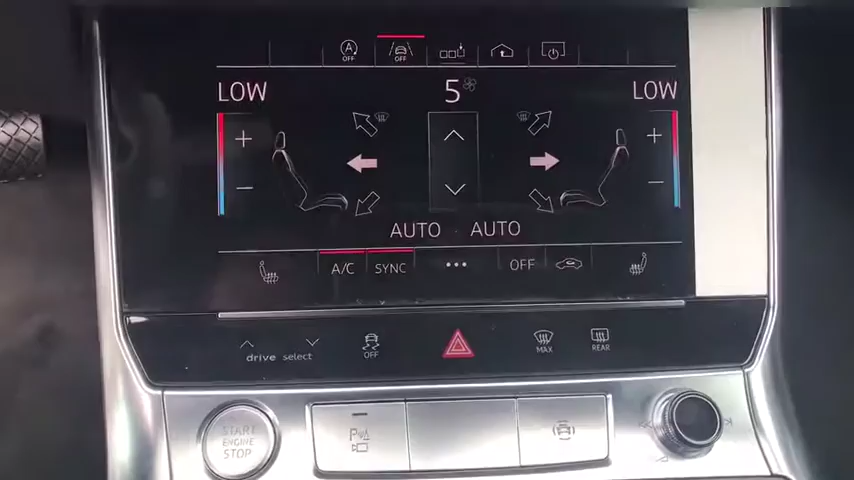 A OFF OFF
LOW 5 LOW
AUTO AUTO
A/C SYNC OFF
drive select OFF MAX REAR
START
ENGINE
STOP
P